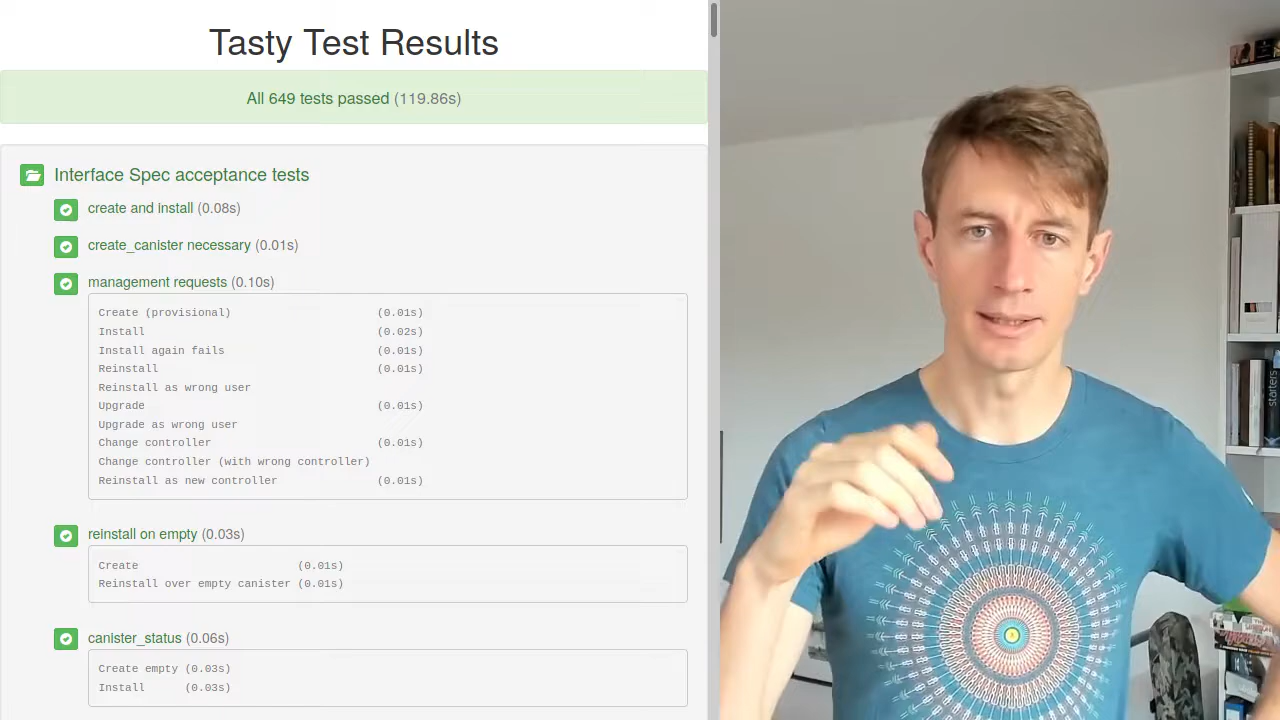 Tasty Test Results
All 649 tests passed (119.86s)
Interface Spec acceptance tests
create and install (0.08s)
create_canister necessary (0.01s)
management requests (0.10s)
Create (provisional) (0.01s)
Install (0.02s)
Install again fails (0.01s)
Reinstall (0.01s)
Reinstall as wrong user
Upgrade (0.01s)
Upgrade as wrong user
Change controller (0.01s)
Change controller (with wrong controller)
Reinstall as new controller (0.01s)
reinstall on empty (0.03s)
Create (0.01s)
Reinstall over empty canister (0.01s)
canister_status (0.06s)
Create empty (0.03s)
Install (0.03s)
starters